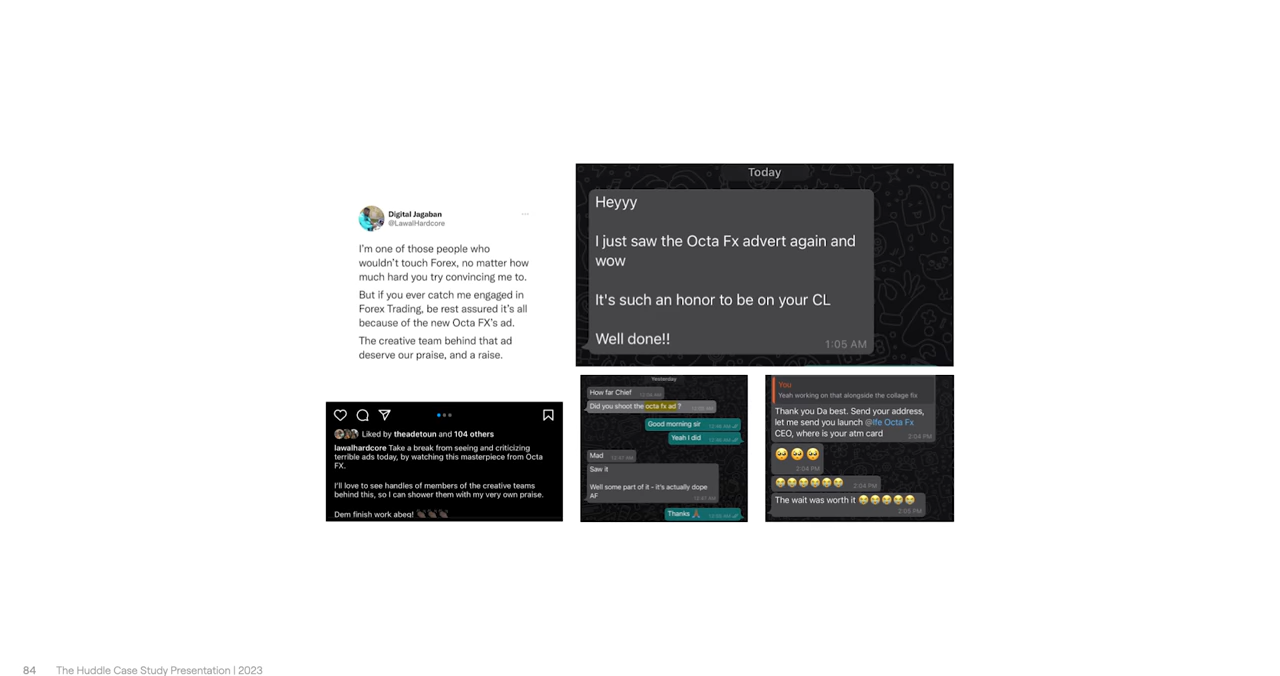 Digital Jagaban
@LawalHardcore
I'm one of those people who
wouldn't touch Forex, no matter how
much hard you try convincing me to.
But if you ever catch me engaged in
Forex Trading, be rest assured it's all
because of the new Octa FX's ad.
The creative team behind that ad
deserve our praise, and a raise.
Today
Heyyy
I just saw the Octa Fx advert again and
wow
It's such an honor to be on your CL
Well done!!
1:05 AM
Liked by theadetoun and 104 others
lawalhardcore Take a break from seeing and criticizing
terrible ads today, by watching this masterpiece from Octa
FX.
I'll love to see handles of members of the creative teams
behind this, so I can shower them with my very own praise.
Dem finish work abeg! 👏🏿👏🏿👏🏿
Yesterday
How far Chief
Did you shoot the octa fx ad ?
Good morning sir
Yeah I did
Mad
Saw it
Well some part of it - it's actually dope
AF
Thanks 🙏🏿
You
Yeah working on that alongside the collage fix
Thank You Da best. Send your address,
let me send you launch @Ife Octa Fx
CEO, where is your atm card
2:04 PM
🥺🥺🥺
2:04 PM
😭😭😭😭😭😭 2:04 PM
The wait was worth it 😭😭😭😭😭
2:05 PM
84 The Huddle Case Study Presentation | 2023